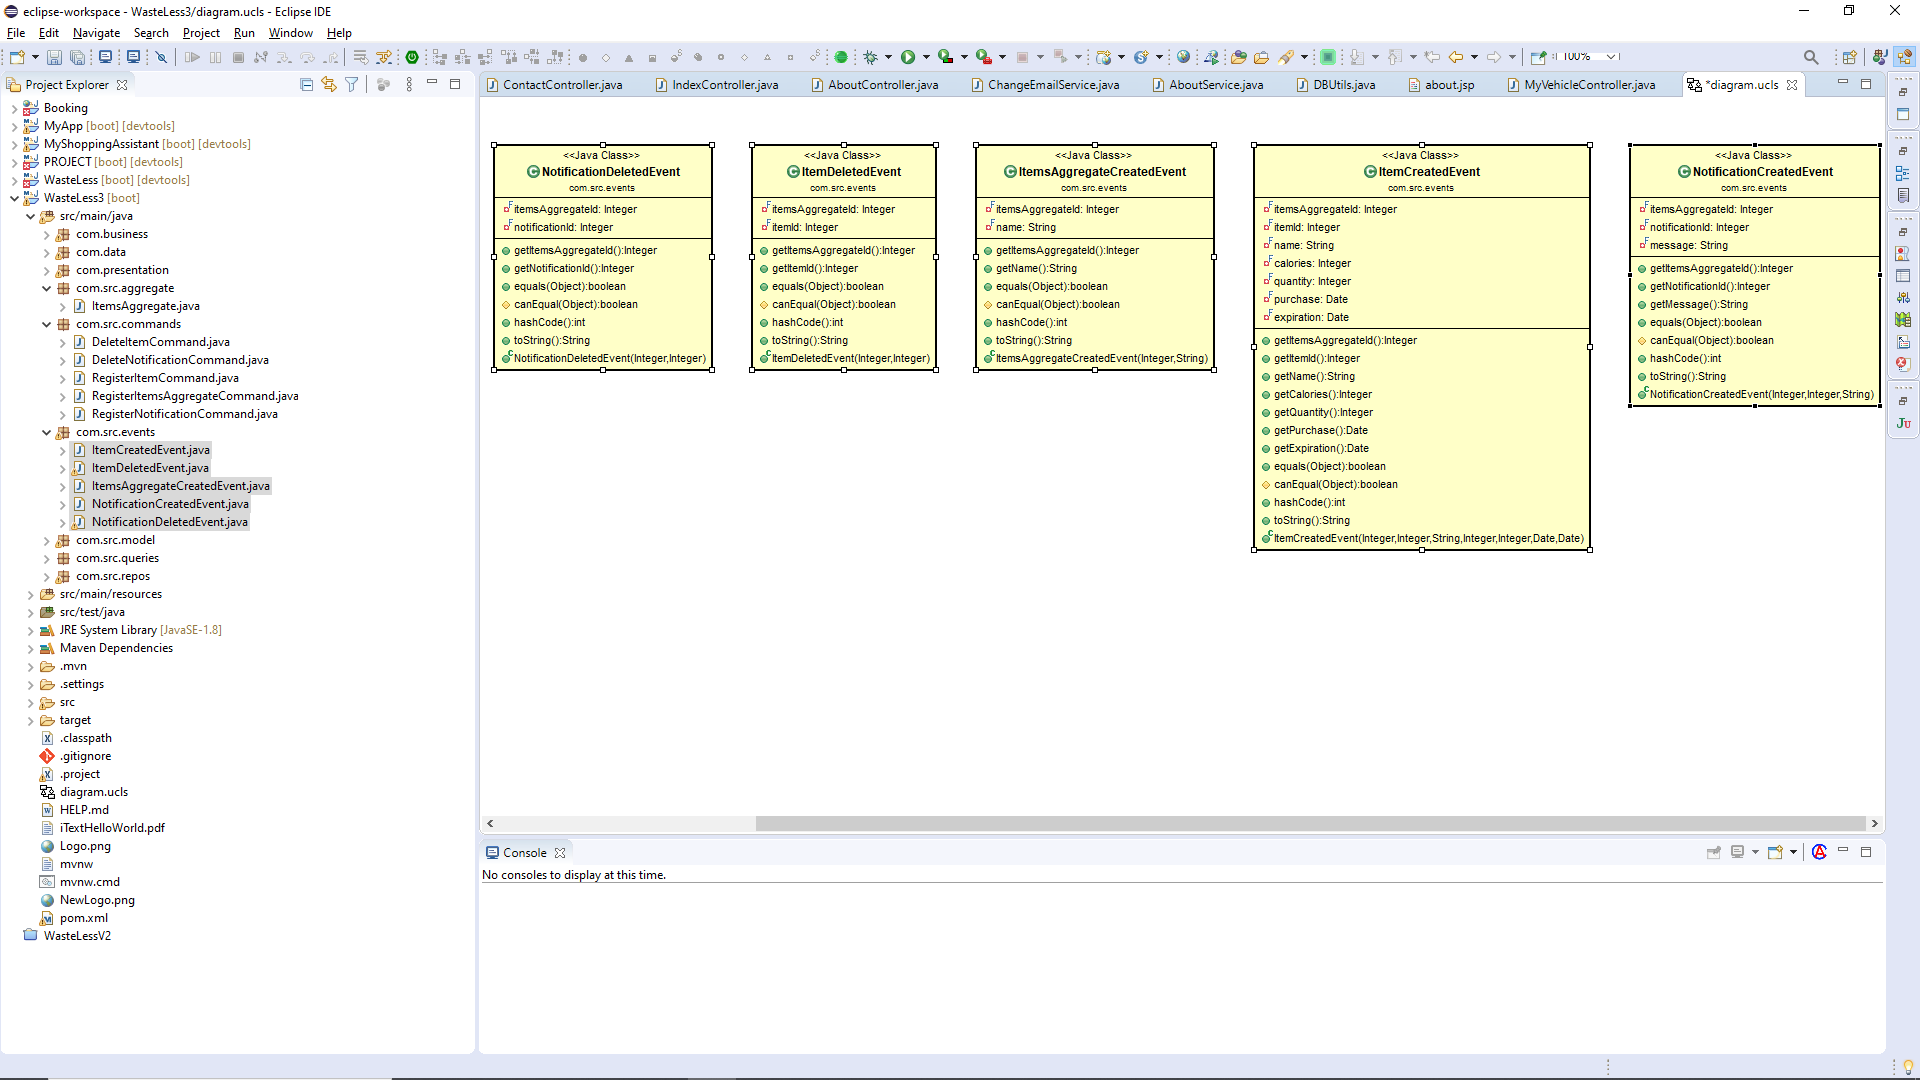 eclipse-workspace - WasteLess3/diagram.ucls - Eclipse IDE
File Edit Navigate Search Project Run Window Help
100%
Project Explorer
Booking
MyApp [boot] [devtools]
MyShoppingAssistant [boot] [devtools]
PROJECT [boot] [devtools]
WasteLess [boot] [devtools]
WasteLess3 [boot]
src/main/java
com.business
com.data
com.presentation
com.src.aggregate
ItemsAggregate.java
com.src.commands
DeleteItemCommand.java
DeleteNotificationCommand.java
RegisterItemCommand.java
RegisterItemsAggregateCommand.java
RegisterNotificationCommand.java
com.src.events
ItemCreatedEvent.java
ItemDeletedEvent.java
ItemsAggregateCreatedEvent.java
NotificationCreatedEvent.java
NotificationDeletedEvent.java
com.src.model
com.src.queries
com.src.repos
src/main/resources
src/test/java
JRE System Library [JavaSE-1.8]
Maven Dependencies
.mvn
.settings
src
target
.classpath
.gitignore
.project
diagram.ucls
HELP.md
iTextHelloWorld.pdf
Logo.png
mvnw
mvnw.cmd
NewLogo.png
pom.xml
WasteLessV2
ContactController.java IndexController.java AboutController.java ChangeEmailService.java AboutService.java DBUtils.java about.jsp MyVehicleController.java *diagram.ucls
<<Java Class>>
NotificationDeletedEvent
com.src.events
itemsAggregateId: Integer
notificationId: Integer
getItemsAggregateId():Integer
getNotificationId():Integer
equals(Object):boolean
canEqual(Object):boolean
hashCode():int
toString():String
NotificationDeletedEvent(Integer,Integer)
<<Java Class>>
ItemDeletedEvent
com.src.events
itemsAggregateId: Integer
itemId: Integer
getItemsAggregateId():Integer
getItemId():Integer
equals(Object):boolean
canEqual(Object):boolean
hashCode():int
toString():String
ItemDeletedEvent(Integer,Integer)
<<Java Class>>
ItemsAggregateCreatedEvent
com.src.events
itemsAggregateId: Integer
name: String
getItemsAggregateId():Integer
getName():String
equals(Object):boolean
canEqual(Object):boolean
hashCode():int
toString():String
ItemsAggregateCreatedEvent(Integer,String)
<<Java Class>>
ItemCreatedEvent
com.src.events
itemsAggregateId: Integer
itemId: Integer
name: String
calories: Integer
quantity: Integer
purchase: Date
expiration: Date
getItemsAggregateId():Integer
getItemId():Integer
getName():String
getCalories():Integer
getQuantity():Integer
getPurchase():Date
getExpiration():Date
equals(Object):boolean
canEqual(Object):boolean
hashCode():int
toString():String
ItemCreatedEvent(Integer,Integer,String,Integer,Integer,Date,Date)
<<Java Class>>
NotificationCreatedEvent
com.src.events
itemsAggregateId: Integer
notificationId: Integer
message: String
getItemsAggregateId():Integer
getNotificationId():Integer
getMessage():String
equals(Object):boolean
canEqual(Object):boolean
hashCode():int
toString():String
NotificationCreatedEvent(Integer,Integer,String)
Console
No consoles to display at this time.